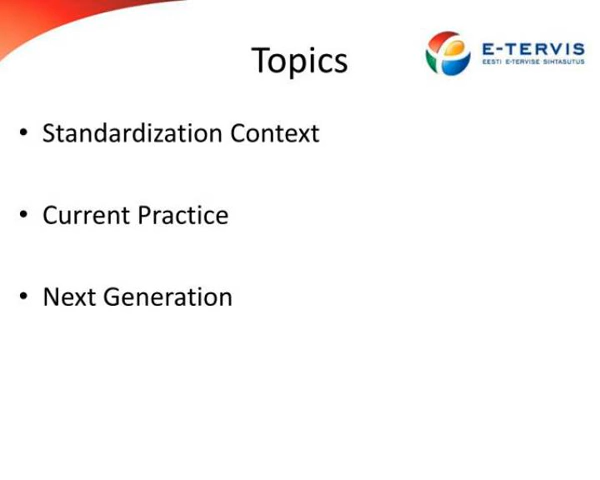 Topics
E-TERVIS
EESTI E-TERVISE SIHTASUTUS
• Standardization Context
• Current Practice
• Next Generation